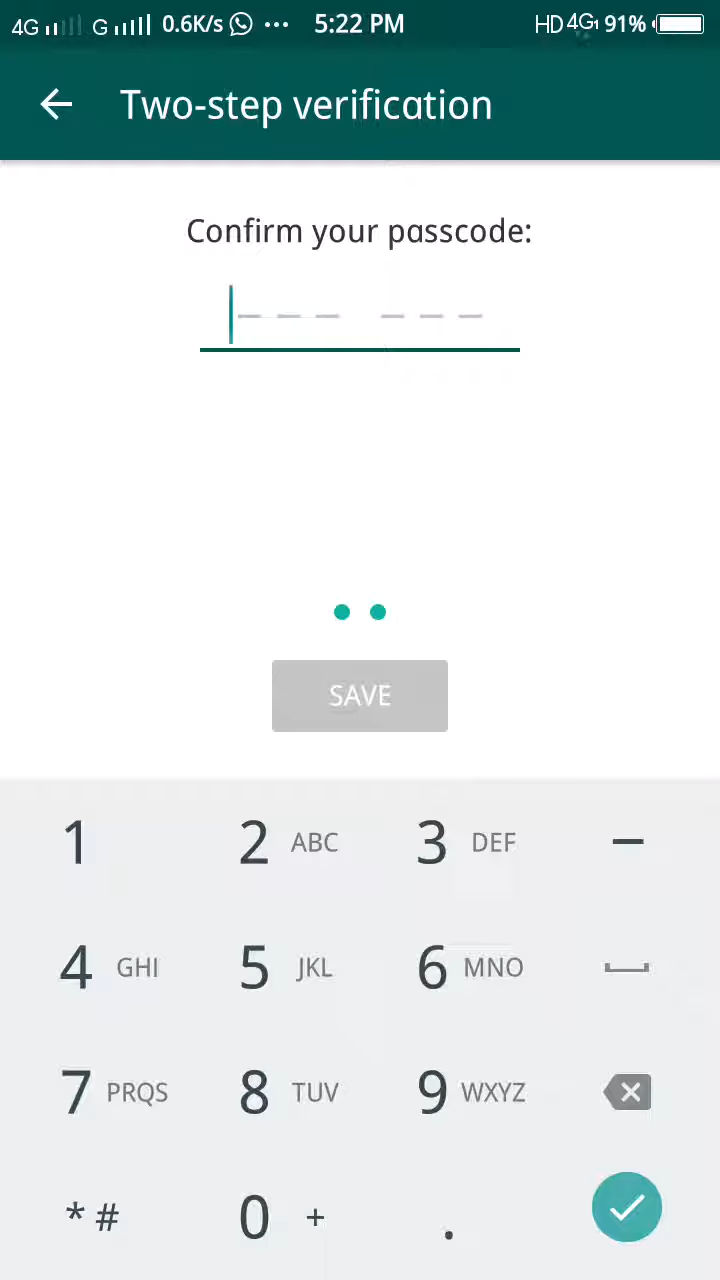 4G G 0.6K/s ... 5:22 PM HD 4G 91%
Two-step verification
Confirm your passcode:
SAVE
1 2 ABC 3 DEF –
4 GHI 5 JKL 6 MNO
7 PRQS 8 TUV 9 WXYZ
* # 0 + .